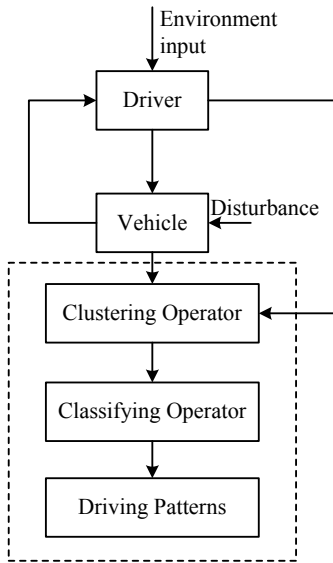 Environment
input
Driver
Disturbance
Vehicle
Clustering Operator
Classifying Operator
Driving Patterns